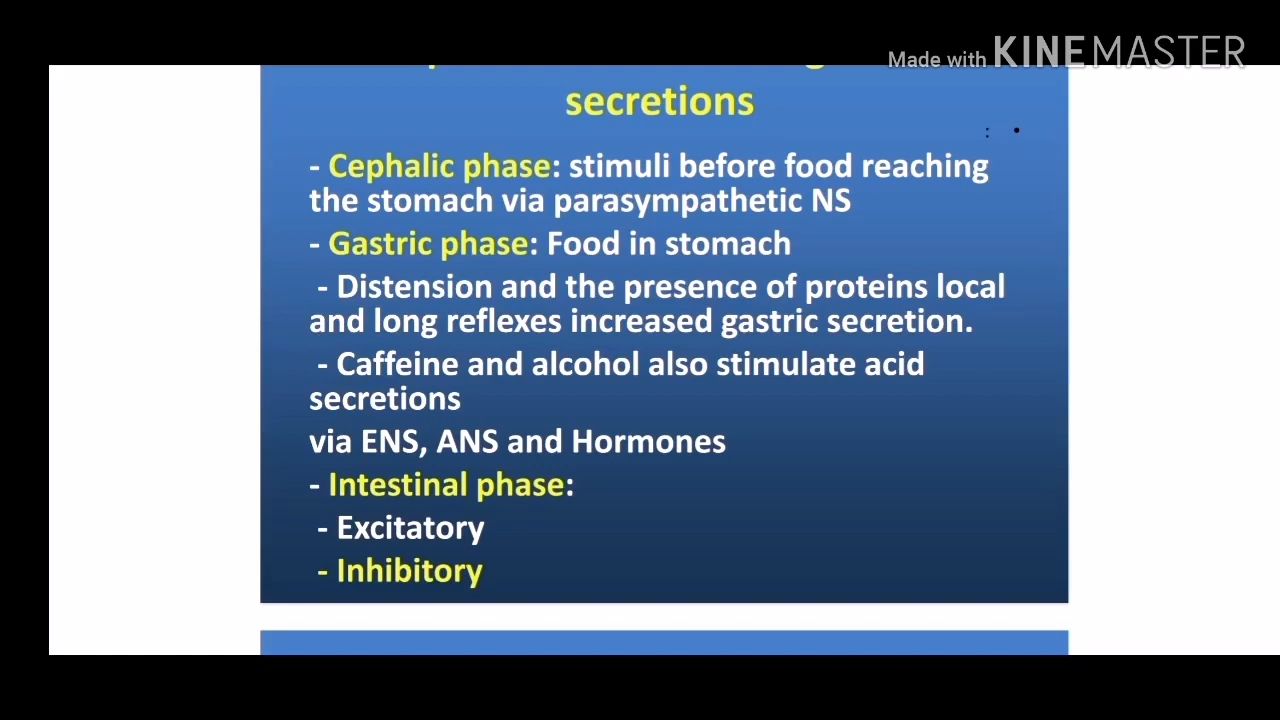 Made with KINEMASTER
secretions
- Cephalic phase: stimuli before food reaching
the stomach via parasympathetic NS
- Gastric phase: Food in stomach
- Distension and the presence of proteins local
and long reflexes increased gastric secretion.
- Caffeine and alcohol also stimulate acid
secretions
via ENS, ANS and Hormones
- Intestinal phase:
- Excitatory
- Inhibitory